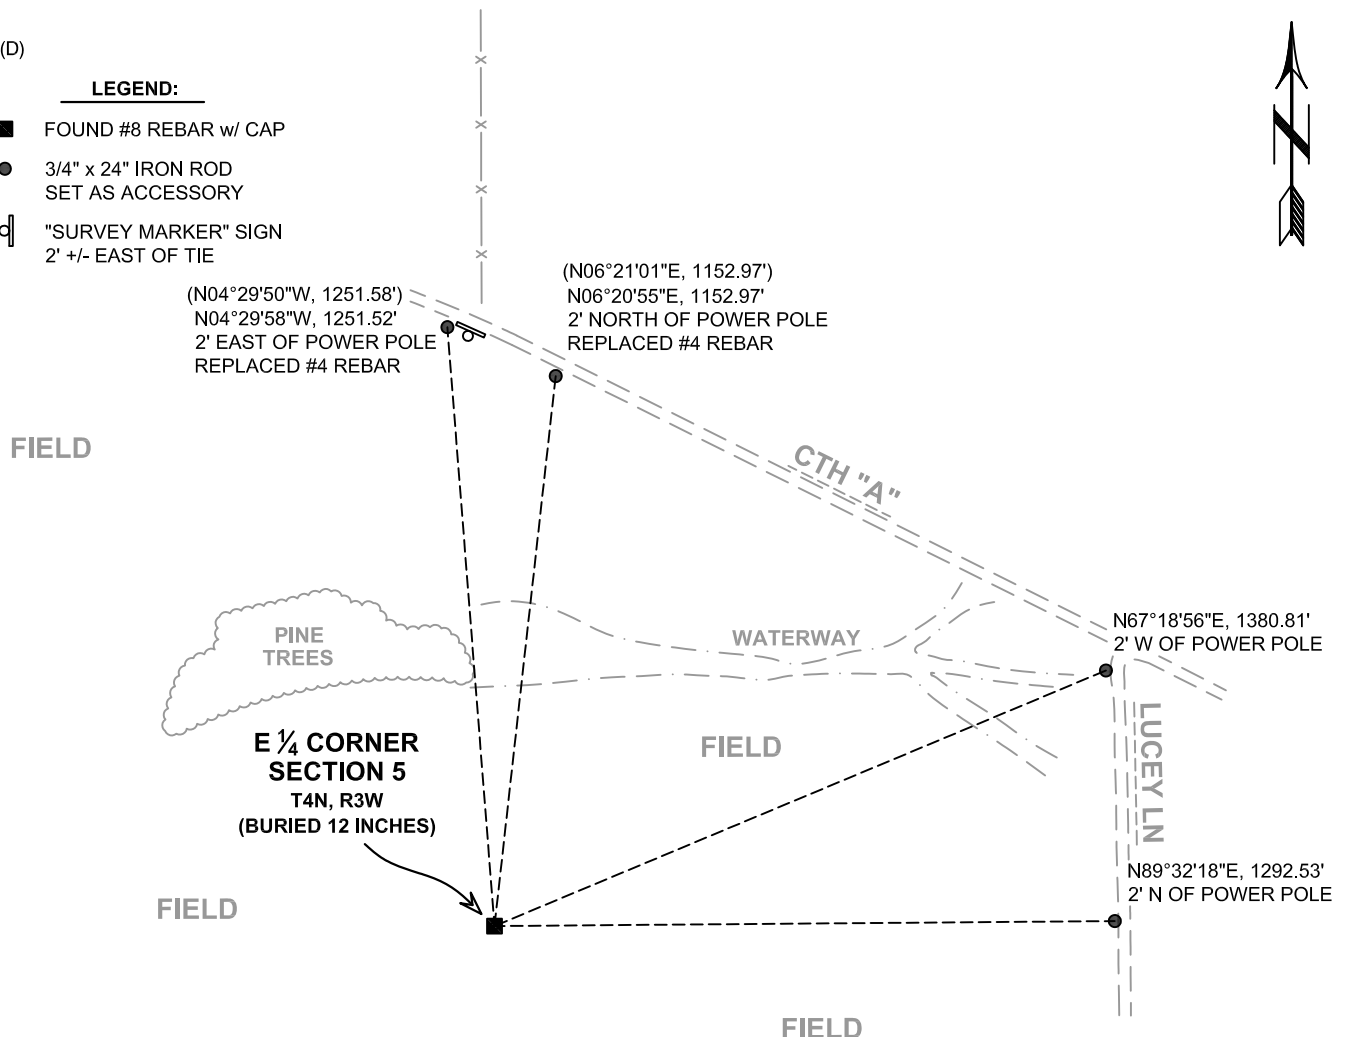 (D)
LEGEND:
FOUND #8 REBAR w/ CAP
3/4" x 24" IRON ROD
SET AS ACCESSORY
"SURVEY MARKER" SIGN
2' +/- EAST OF TIE
N
(N04°29'50"W, 1251.58')
N04°29'58"W, 1251.52'
2' EAST OF POWER POLE
REPLACED #4 REBAR
(N06°21'01"E, 1152.97')
N06°20'55"E, 1152.97'
2' NORTH OF POWER POLE
REPLACED #4 REBAR
FIELD
CTH "A"
PINE
TREES
WATERWAY
N67°18'56"E, 1380.81'
2' W OF POWER POLE
LUCEY LN
FIELD
E 1/4 CORNER
SECTION 5
T4N, R3W
(BURIED 12 INCHES)
N89°32'18"E, 1292.53'
2' N OF POWER POLE
FIELD
FIELD